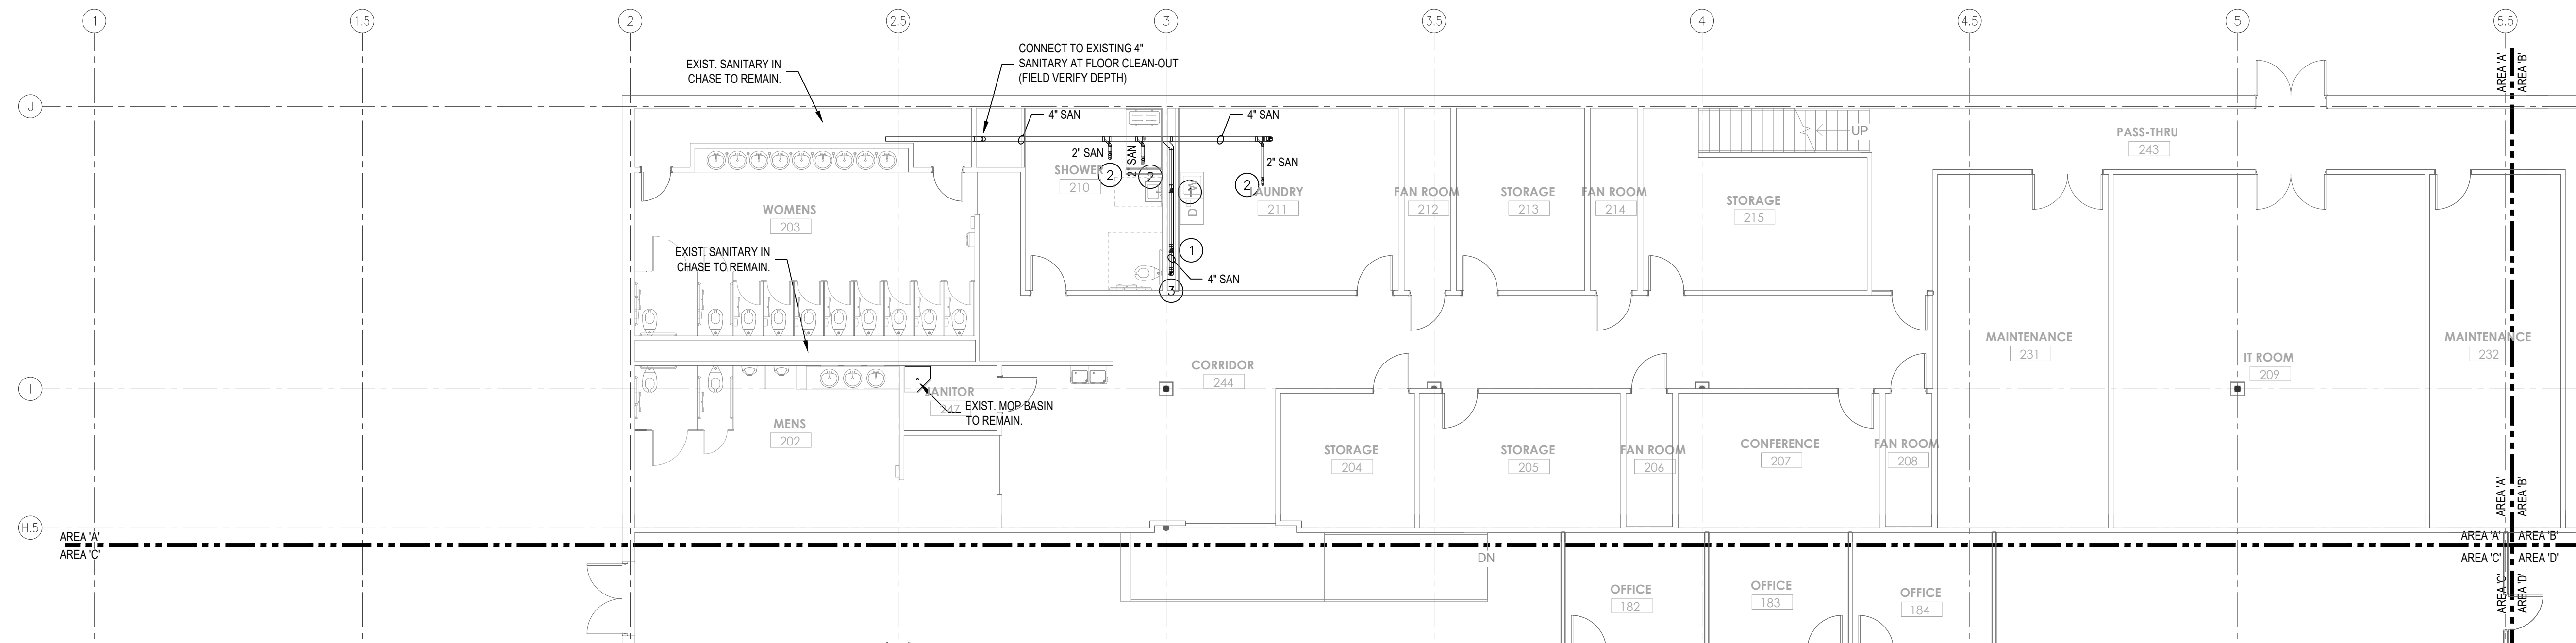 1
1.5
2
2.5
3
3.5
4
4.5
5
5.5
CONNECT TO EXISTING 4"
SANITARY AT FLOOR CLEAN-OUT
(FIELD VERIFY DEPTH)
EXIST. SANITARY IN
CHASE TO REMAIN.
AREA 'A'
AREA 'B'
J
4" SAN
4" SAN
UP
PASS-THRU
243
2" SAN
2" SAN
2" SAN
SHOWER
210
2
2
1
2
LAUNDRY
211
FAN ROOM
212
STORAGE
213
FAN ROOM
214
STORAGE
215
WOMENS
203
EXIST. SANITARY IN
CHASE TO REMAIN.
1
4" SAN
3
MAINTENANCE
231
IT ROOM
209
MAINTENANCE
232
CORRIDOR
244
I
JANITOR
247
EXIST. MOP BASIN
TO REMAIN.
MENS
202
STORAGE
204
STORAGE
205
FAN ROOM
206
CONFERENCE
207
FAN ROOM
208
AREA 'A'
AREA 'B'
H.5
AREA 'A'
AREA 'C'
AREA 'A'
AREA 'B'
AREA 'C'
AREA 'D'
DN
AREA 'C'
AREA 'D'
OFFICE
182
OFFICE
183
OFFICE
184